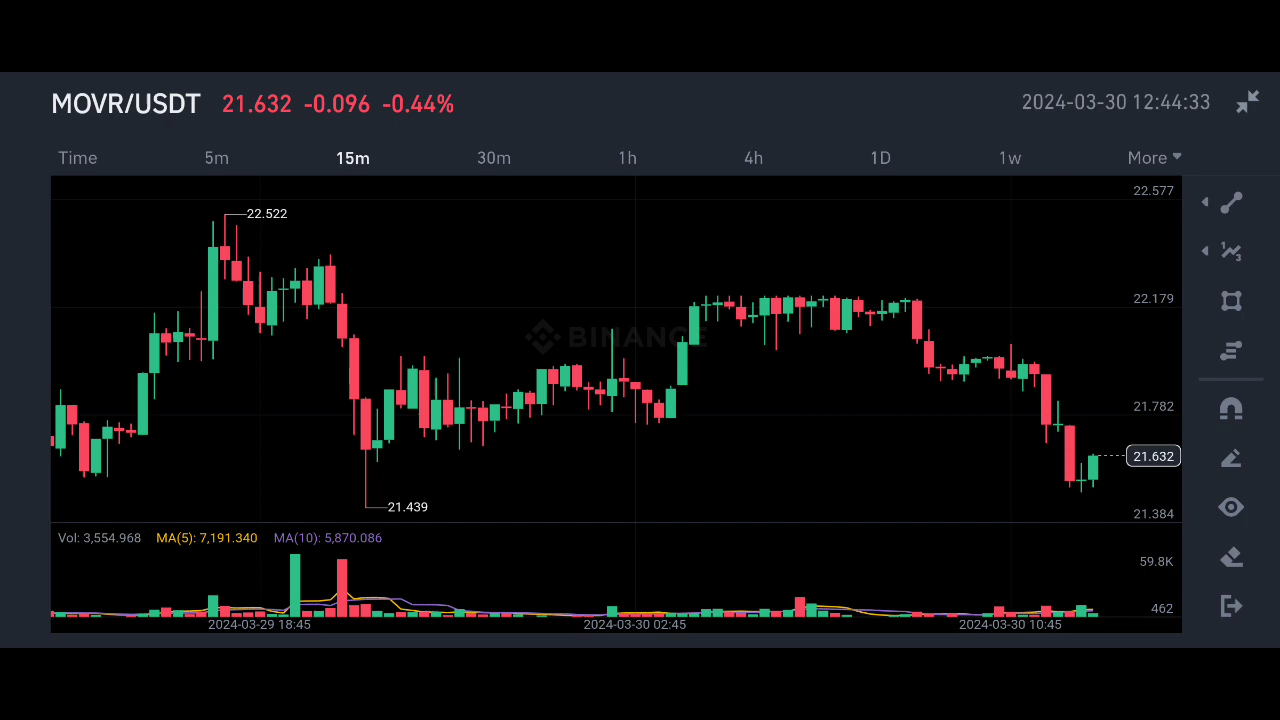 MOVR/USDT 21.632 -0.096 -0.44% 2024-03-30 12:44:33
Time 5m 15m 30m 1h 4h 1D 1w More
22.577
22.522
22.179
BINANCE
21.782
21.632
21.439
21.384
Vol: 3,554.968 MA(5): 7,191.340 MA(10): 5,870.086
59.8K
462
2024-03-29 18:45 2024-03-30 02:45 2024-03-30 10:45